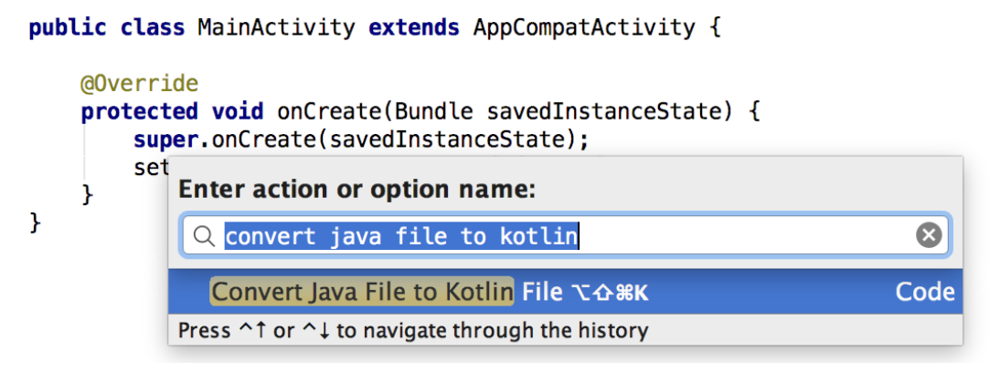 public class MainActivity extends AppCompatActivity {
@Override
protected void onCreate(Bundle savedInstanceState) {
super.onCreate(savedInstanceState);
set
}
}
Enter action or option name:
convert java file to kotlin
Convert Java File to Kotlin File ⌥⇧⌘K Code
Press ^↑ or ^↓ to navigate through the history